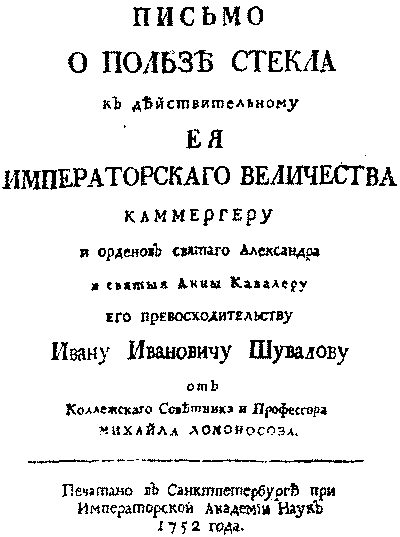 ПИСЬМО
О ПОЛЬЗѢ СТЕКЛА
къ дѣйствительному
ЕЯ
ИМПЕРАТОРСКАГО ВЕЛИЧЕСТВА
КАММЕРГЕРУ
и орденовъ святаго Александра
и святыя Анны Кавалеру
его превосходительству
Ивану Ивановичу Шувалову
отъ
Коллежскаго Совѣтника и Профессора
МИХАЙЛА ЛОМОНОСОВА.
Печатано въ Санктпетербургѣ при
Императорской Академіи Наукъ
1752 года.